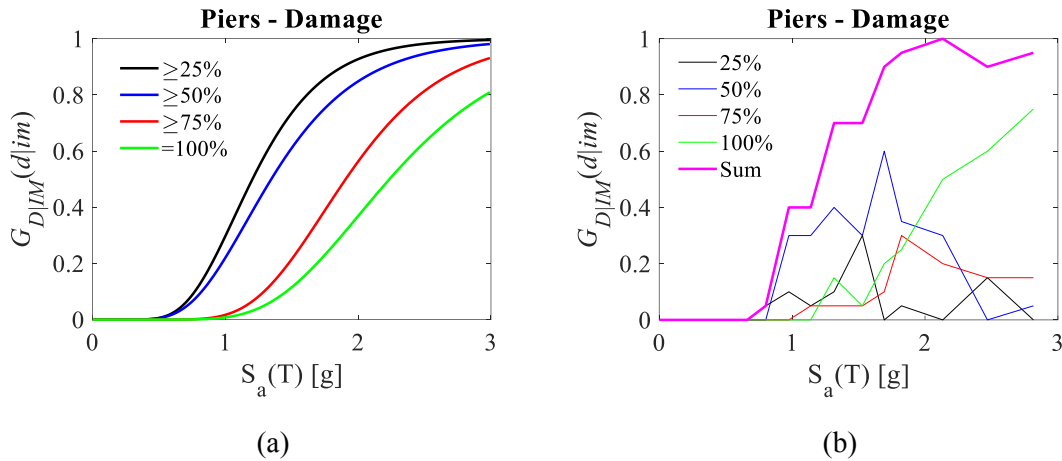 Piers - Damage
G_{D|IM}(d|im)
1
0.8
0.6
0.4
0.2
0
≥25%
≥50%
≥75%
=100%
0 1 2 3
S_a(T) [g]
(a)
Piers - Damage
G_{D|IM}(d|im)
1
0.8
0.6
0.4
0.2
0
25%
50%
75%
100%
Sum
0 1 2 3
S_a(T) [g]
(b)